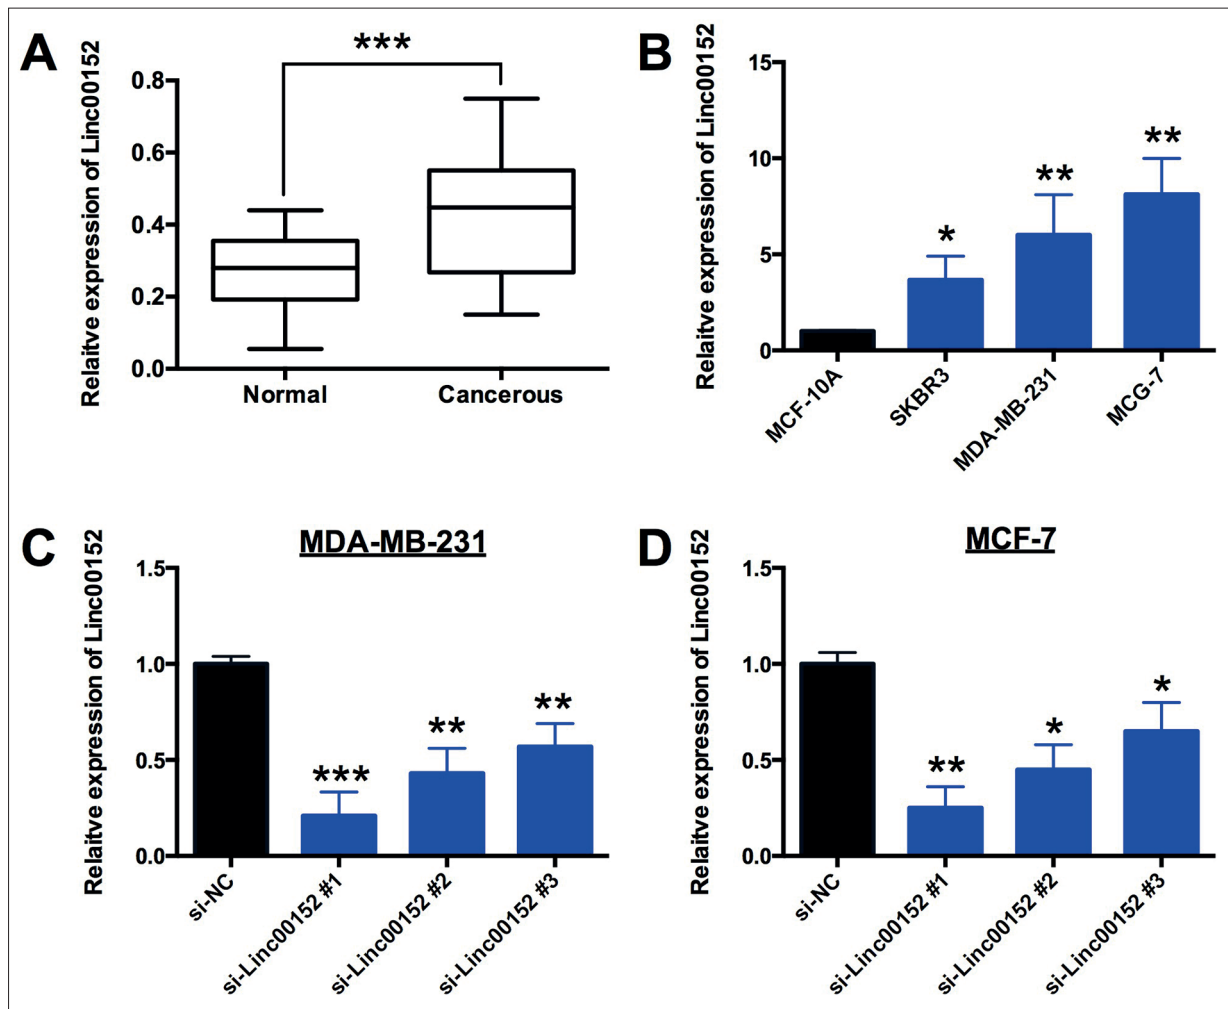 A
Relaitve expression of Linc00152
0.8
0.6
0.4
0.2
0.0
***
Normal
Cancerous
B
Relaitve expression of Linc00152
15
10
5
0
*
**
**
MCF-10A
SKBR3
MDA-MB-231
MCG-7
C
MDA-MB-231
Relaitve expression of Linc00152
1.5
1.0
0.5
0.0
***
**
**
si-NC
si-Linc00152 #1
si-Linc00152 #2
si-Linc00152 #3
D
MCF-7
Relaitve expression of Linc00152
1.5
1.0
0.5
0.0
**
*
*
si-NC
si-Linc00152 #1
si-Linc00152 #2
si-Linc00152 #3